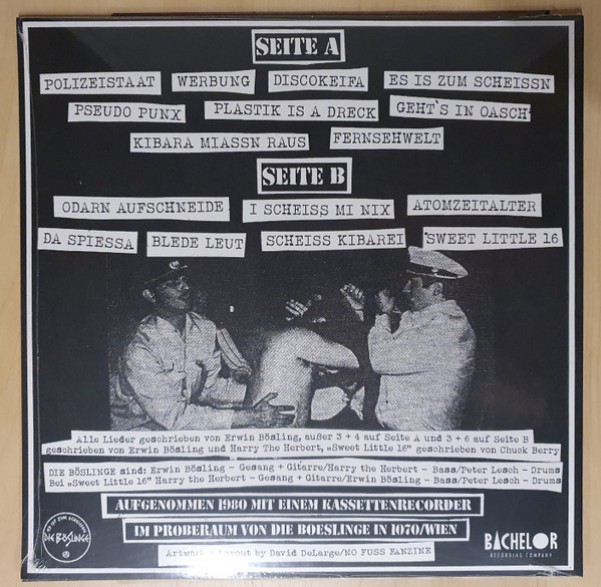 SEITE A
POLIZEISTAAT WERBUNG DISCOKEIFA ES IS ZUM SCHEISSN
PSEUDO PUNX PLASTIK IS A DRECK GEHT'S IN OASCH
KIBARA MIASSN RAUS FERNSEHWELT
SEITE B
ODARN AUFSCHNEIDE I SCHEISS MI NIX ATOMZEITALTER
DA SPIESSA BLEDE LEUT SCHEISS KIBAREI SWEET LITTLE 16
Alle Lieder geschrieben von Erwin Bösling, außer 3 + 4 auf Seite A und 3 + 6 auf Seite B
geschrieben von Erwin Bösling und Harry The Herbert, „Sweet Little 16" geschrieben von Chuck Berry
DIE BÖSLINGE sind: Erwin Bösling - Gesang + Gitarre/Harry the Herbert - Bass/Peter Lesch - Drums
Bei „Sweet Little 16" Harry the Herbert - Gesang + Gitarre/Erwin Bösling - Bass/Peter Lesch - Drums
AUFGENOMMEN 1980 MIT EINEM KASSETTENRECORDER
IM PROBERAUM VON DIE BOESLINGE IN 1070/WIEN
Artwork + Layout by David DeLarge/NO FUSS FANZINE
DIE BÖSLINGE
BACHELOR
RECORDING COMPANY